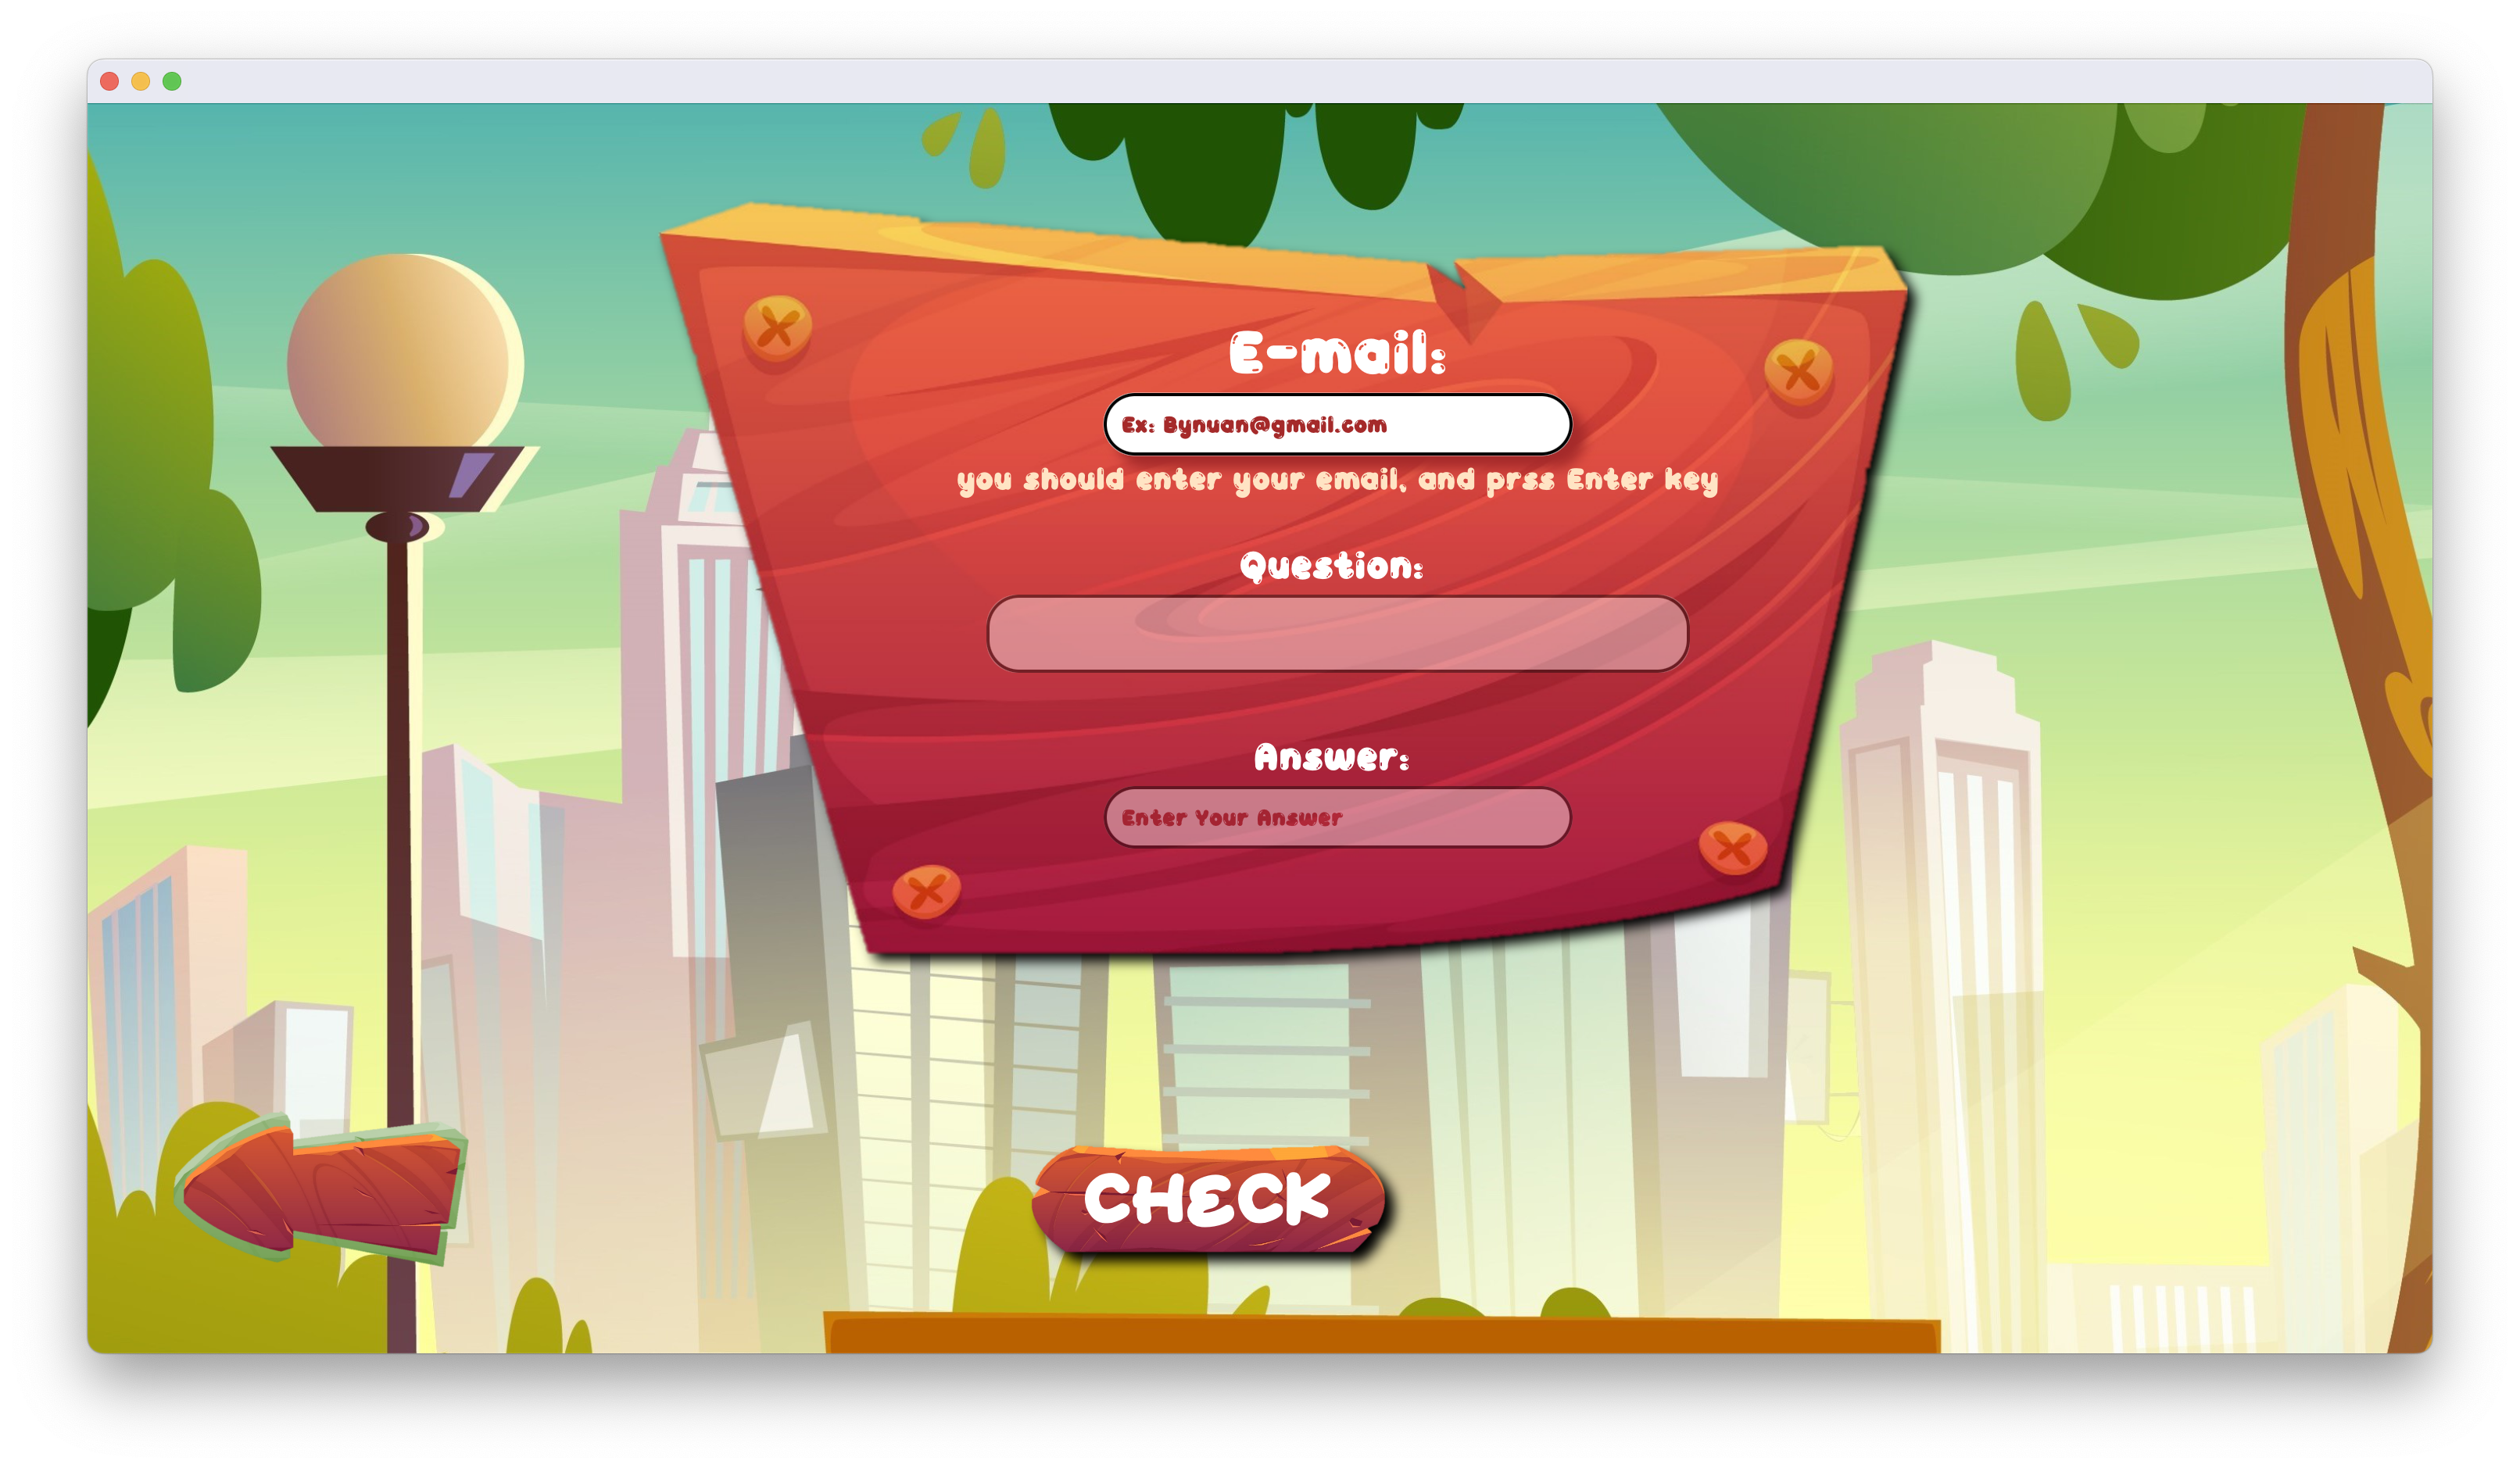 E-mail:
Ex: Bynuan@gmail.com
you should enter your email, and prss Enter key
Question:
Answer:
Enter Your Answer
CHECK